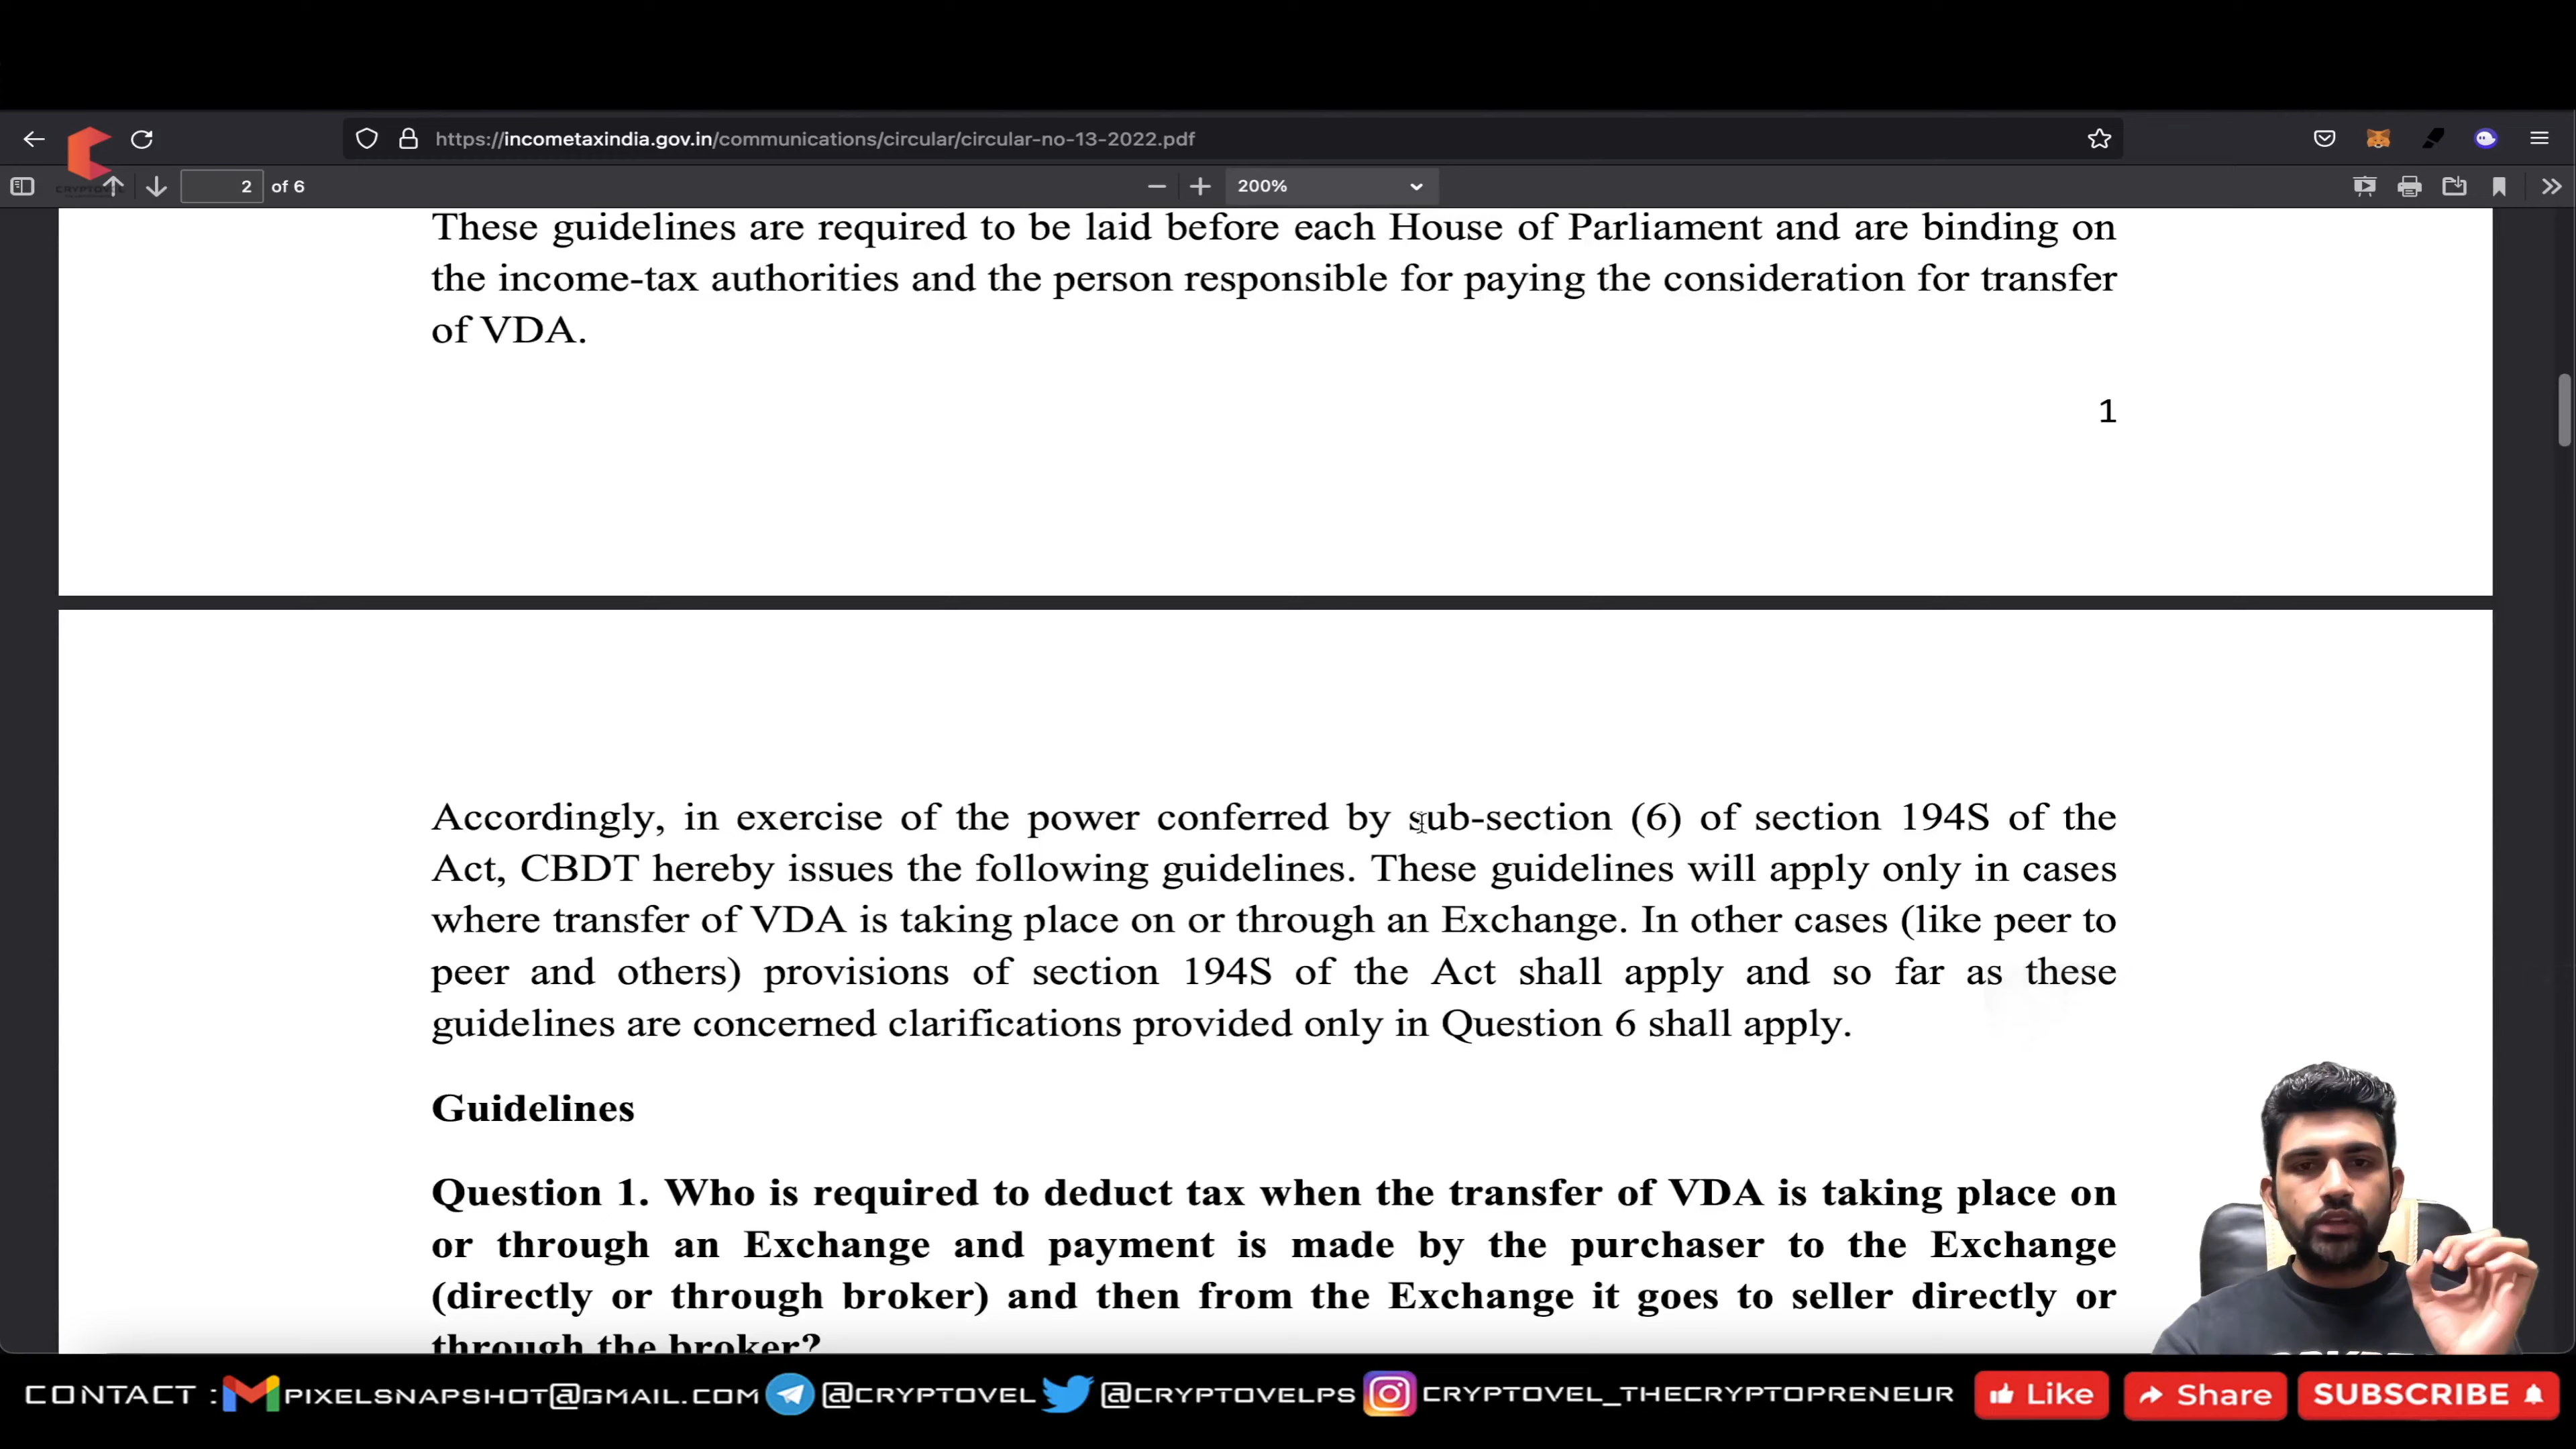 https://incometaxindia.gov.in/communications/circular/circular-no-13-2022.pdf
CRYPTOVEL
2 of 6
200%
These guidelines are required to be laid before each House of Parliament and are binding on
the income-tax authorities and the person responsible for paying the consideration for transfer
of VDA.
1
Accordingly, in exercise of the power conferred by sub-section (6) of section 194S of the
Act, CBDT hereby issues the following guidelines. These guidelines will apply only in cases
where transfer of VDA is taking place on or through an Exchange. In other cases (like peer to
peer and others) provisions of section 194S of the Act shall apply and so far as these
guidelines are concerned clarifications provided only in Question 6 shall apply.
Guidelines
Question 1. Who is required to deduct tax when the transfer of VDA is taking place on
or through an Exchange and payment is made by the purchaser to the Exchange
(directly or through broker) and then from the Exchange it goes to seller directly or
through the broker?
CONTACT : PIXELSNAPSHOT@GMAIL.COM @CRYPTOVEL @CRYPTOVELPS CRYPTOVEL_THECRYPTOPRENEUR Like Share SUBSCRIBE